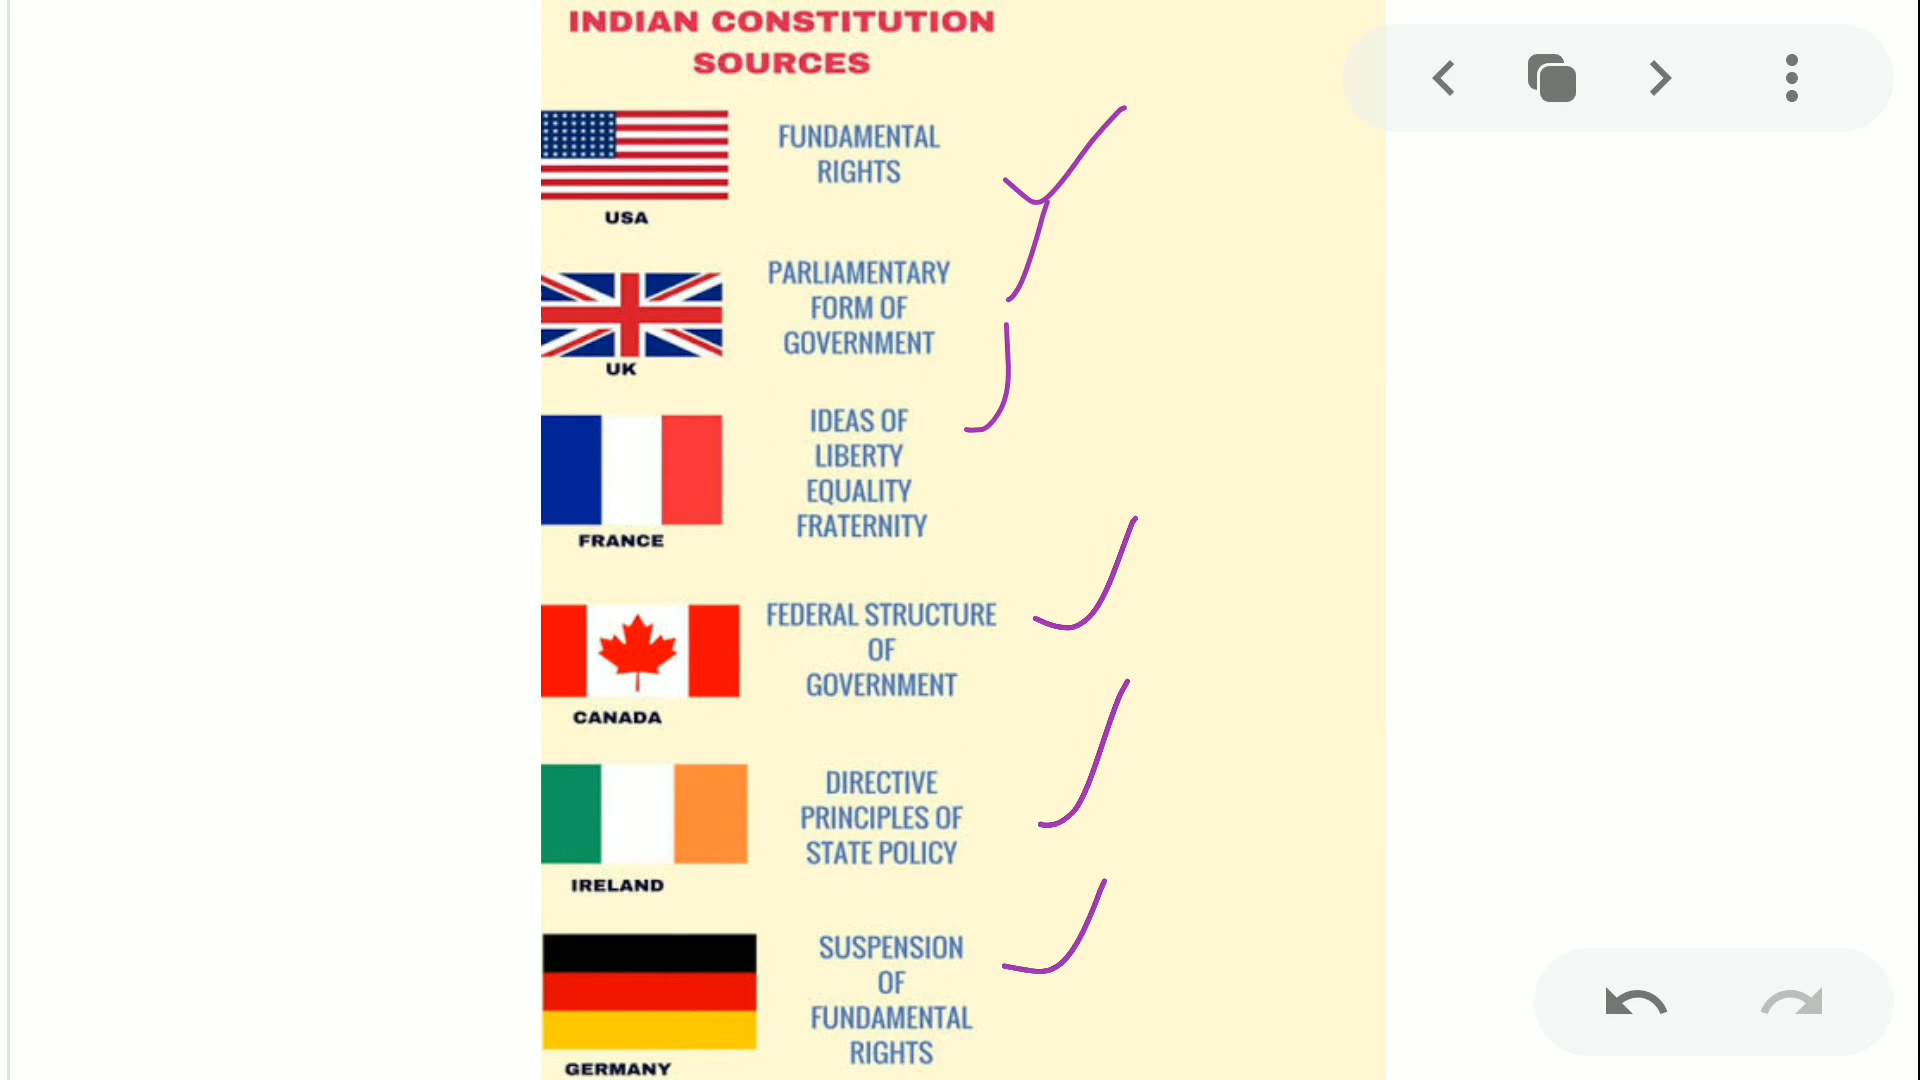 INDIAN CONSTITUTION
SOURCES
FUNDAMENTAL
RIGHTS
USA
PARLIAMENTARY
FORM OF
GOVERNMENT
UK
IDEAS OF
LIBERTY
EQUALITY
FRATERNITY
FRANCE
FEDERAL STRUCTURE
OF
GOVERNMENT
CANADA
DIRECTIVE
PRINCIPLES OF
STATE POLICY
IRELAND
SUSPENSION
OF
FUNDAMENTAL
RIGHTS
GERMANY